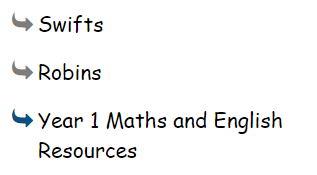 Swifts
Robins
Year 1 Maths and English
Resources